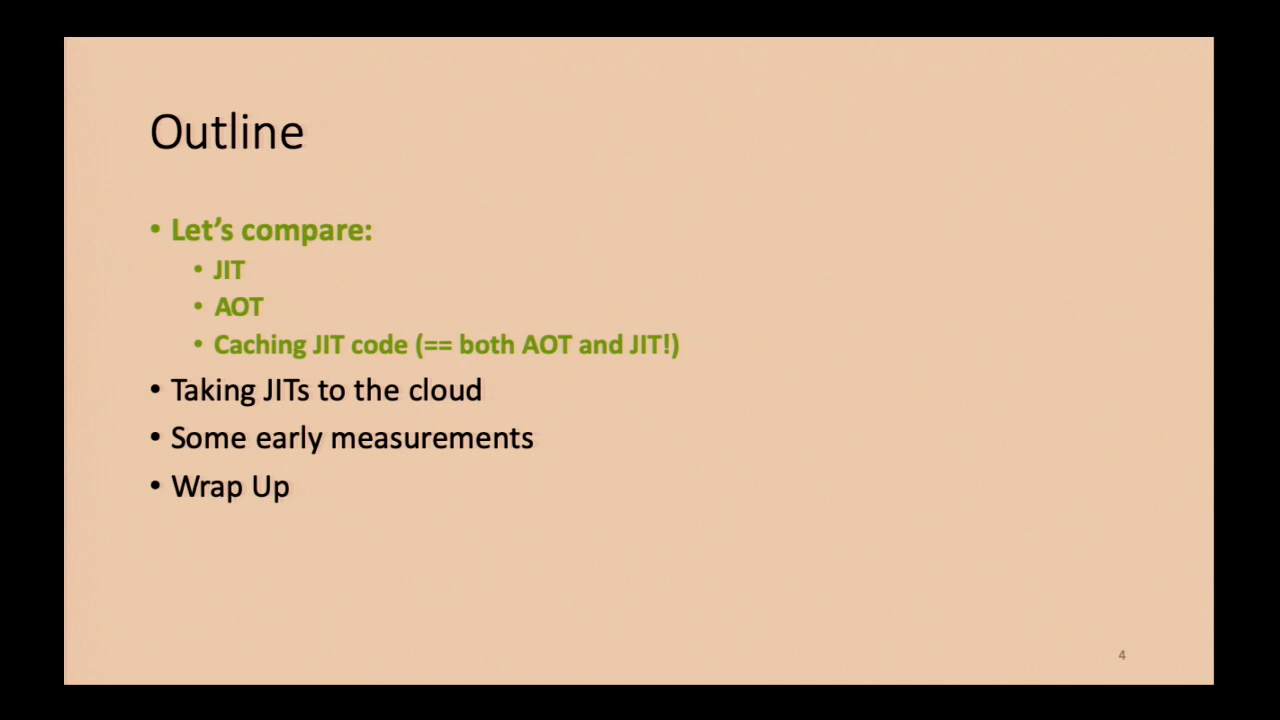 Outline
• Let’s compare:
• JIT
• AOT
• Caching JIT code (== both AOT and JIT!)
• Taking JITs to the cloud
• Some early measurements
• Wrap Up
4